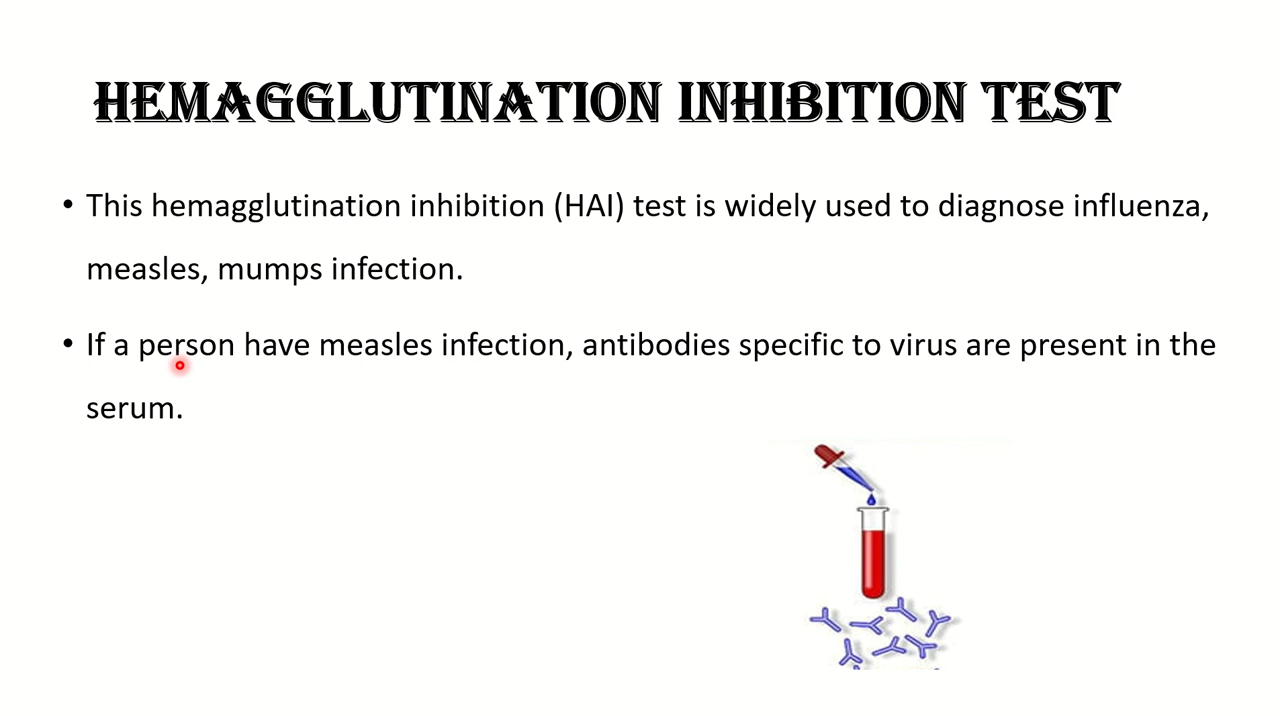 HEMAGGLUTINATION INHIBITION TEST
• This hemagglutination inhibition (HAI) test is widely used to diagnose influenza,
measles, mumps infection.
• If a person have measles infection, antibodies specific to virus are present in the
serum.